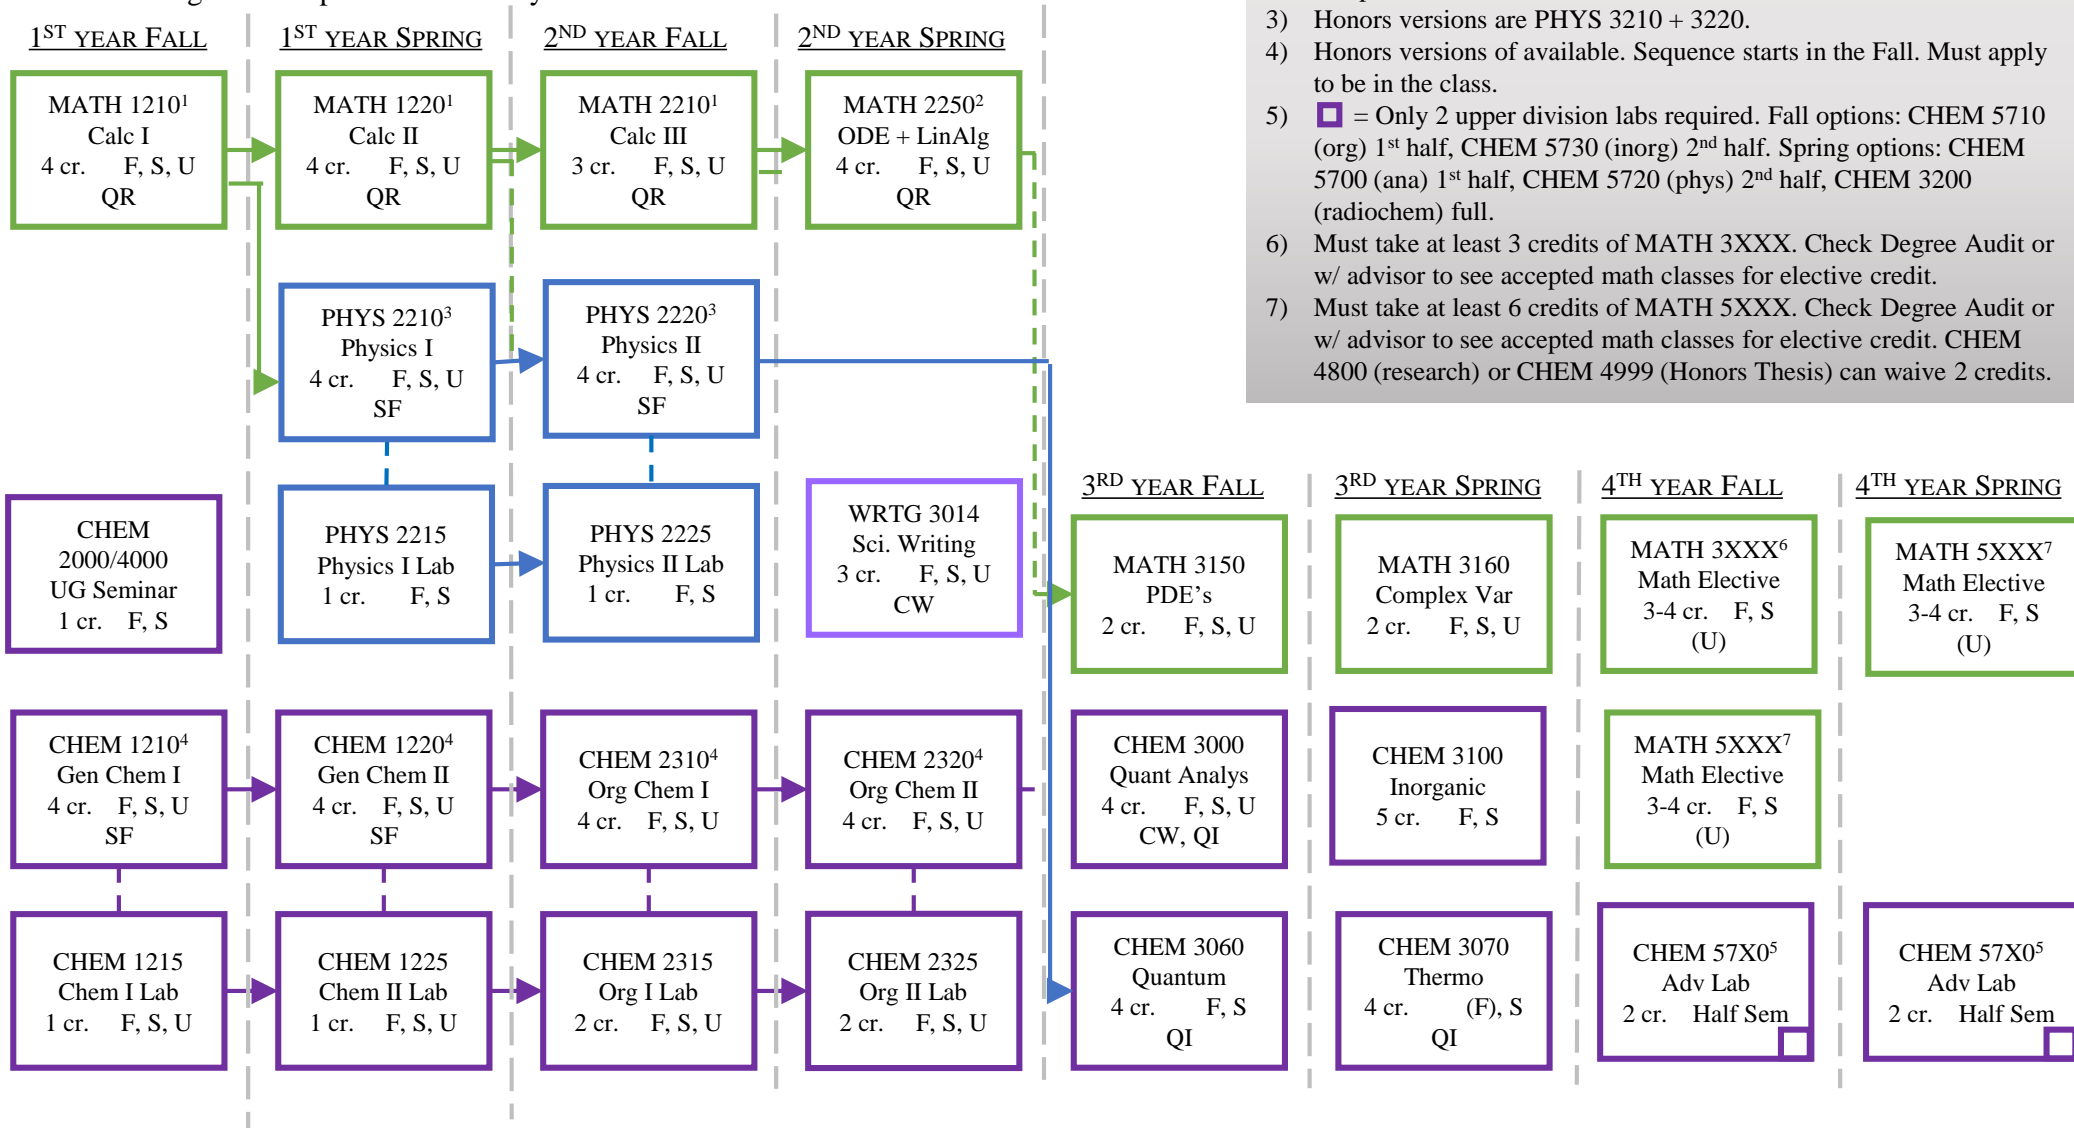 3) Honors versions are PHYS 3210 + 3220.
4) Honors versions of available. Sequence starts in the Fall. Must apply
to be in the class.
5) = Only 2 upper division labs required. Fall options: CHEM 5710
(org) 1st half, CHEM 5730 (inorg) 2nd half. Spring options: CHEM
5700 (ana) 1st half, CHEM 5720 (phys) 2nd half, CHEM 3200
(radiochem) full.
6) Must take at least 3 credits of MATH 3XXX. Check Degree Audit or
w/ advisor to see accepted math classes for elective credit.
7) Must take at least 6 credits of MATH 5XXX. Check Degree Audit or
w/ advisor to see accepted math classes for elective credit. CHEM
4800 (research) or CHEM 4999 (Honors Thesis) can waive 2 credits.
1ST YEAR FALL
1ST YEAR SPRING
2ND YEAR FALL
2ND YEAR SPRING
MATH 12101
Calc I
4 cr. F, S, U
QR
MATH 12201
Calc II
4 cr. F, S, U
QR
MATH 22101
Calc III
3 cr. F, S, U
QR
MATH 22502
ODE + LinAlg
4 cr. F, S, U
QR
PHYS 22103
Physics I
4 cr. F, S, U
SF
PHYS 22203
Physics II
4 cr. F, S, U
SF
CHEM
2000/4000
UG Seminar
1 cr. F, S
PHYS 2215
Physics I Lab
1 cr. F, S
PHYS 2225
Physics II Lab
1 cr. F, S
WRTG 3014
Sci. Writing
3 cr. F, S, U
CW
3RD YEAR FALL
3RD YEAR SPRING
4TH YEAR FALL
4TH YEAR SPRING
MATH 3150
PDE's
2 cr. F, S, U
MATH 3160
Complex Var
2 cr. F, S, U
MATH 3XXX6
Math Elective
3-4 cr. F, S
(U)
MATH 5XXX7
Math Elective
3-4 cr. F, S
(U)
CHEM 12104
Gen Chem I
4 cr. F, S, U
SF
CHEM 12204
Gen Chem II
4 cr. F, S, U
SF
CHEM 23104
Org Chem I
4 cr. F, S, U
CHEM 23204
Org Chem II
4 cr. F, S, U
CHEM 3000
Quant Analys
4 cr. F, S, U
CW, QI
CHEM 3100
Inorganic
5 cr. F, S
MATH 5XXX7
Math Elective
3-4 cr. F, S
(U)
CHEM 1215
Chem I Lab
1 cr. F, S, U
CHEM 1225
Chem II Lab
1 cr. F, S, U
CHEM 2315
Org I Lab
2 cr. F, S, U
CHEM 2325
Org II Lab
2 cr. F, S, U
CHEM 3060
Quantum
4 cr. F, S
QI
CHEM 3070
Thermo
4 cr. (F), S
QI
CHEM 57X05
Adv Lab
2 cr. Half Sem
CHEM 57X05
Adv Lab
2 cr. Half Sem